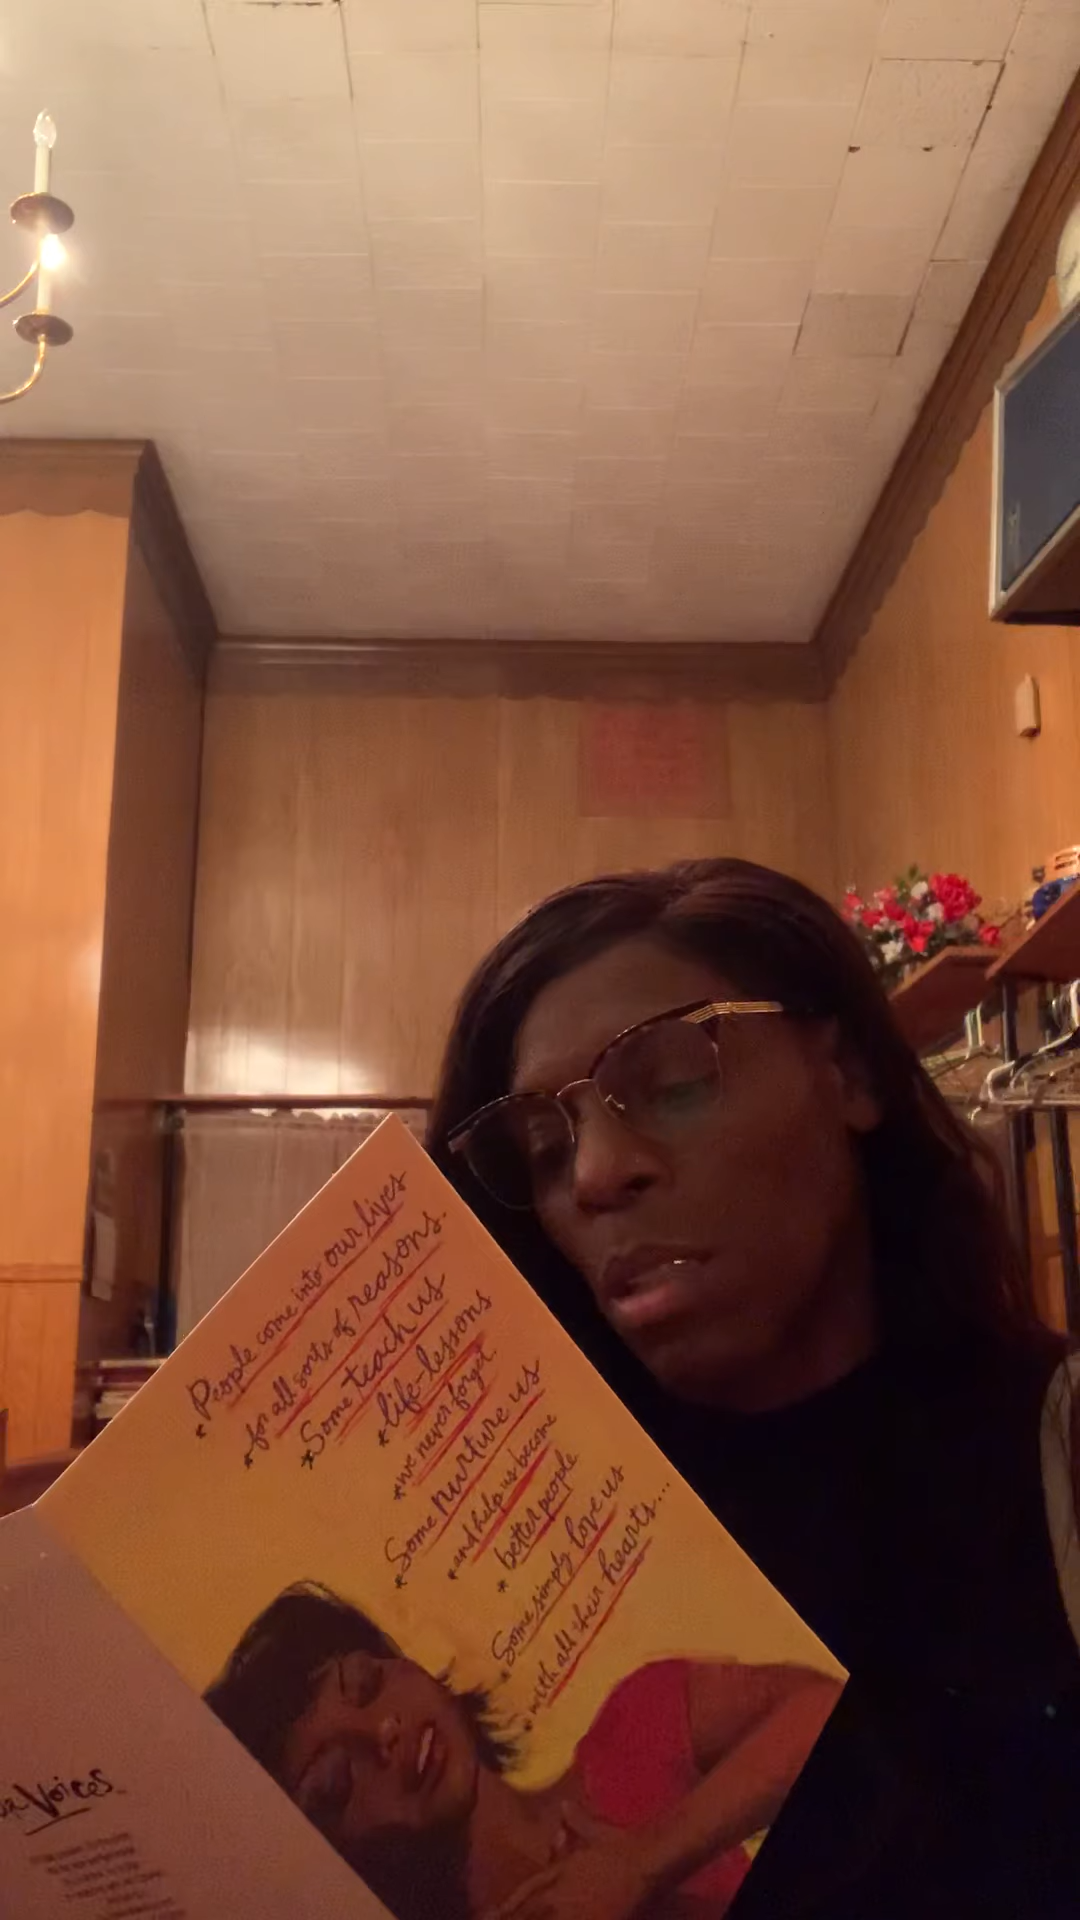 *People come into our lives
*for all sorts of reasons.
*Some teach us
*life-lessons
*we never forget.
*Some nurture us
*and help us become
*better people
*Some simply love us
*with all their hearts...
Voices